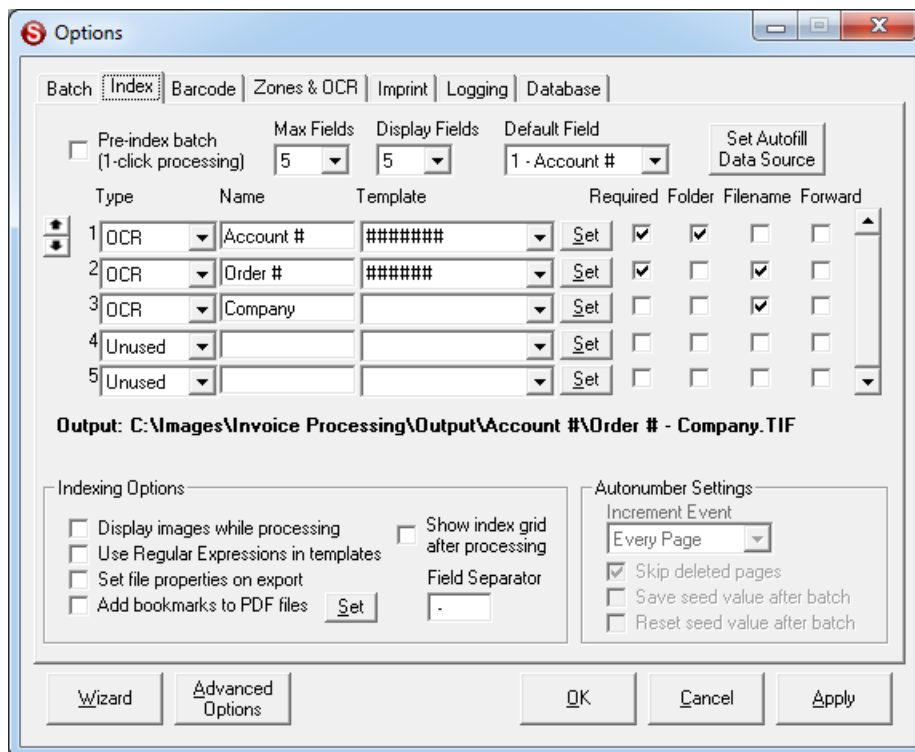 Options
Batch Index Barcode Zones & OCR Imprint Logging Database
Pre-index batch
(1-click processing)
Max Fields Display Fields Default Field
5 5 1 - Account #
Set Autofill
Data Source
Type Name Template Required Folder Filename Forward
1 OCR Account # ####### Set
2 OCR Order # ###### Set
3 OCR Company Set
4 Unused Set
5 Unused Set
Output: C:\Images\Invoice Processing\Output\Account #\Order # - Company.TIF
Indexing Options
Display images while processing
Use Regular Expressions in templates
Set file properties on export
Add bookmarks to PDF files Set
Show index grid
after processing
Field Separator
-
Autonumber Settings
Increment Event
Every Page
Skip deleted pages
Save seed value after batch
Reset seed value after batch
Wizard
Advanced
Options
OK Cancel Apply